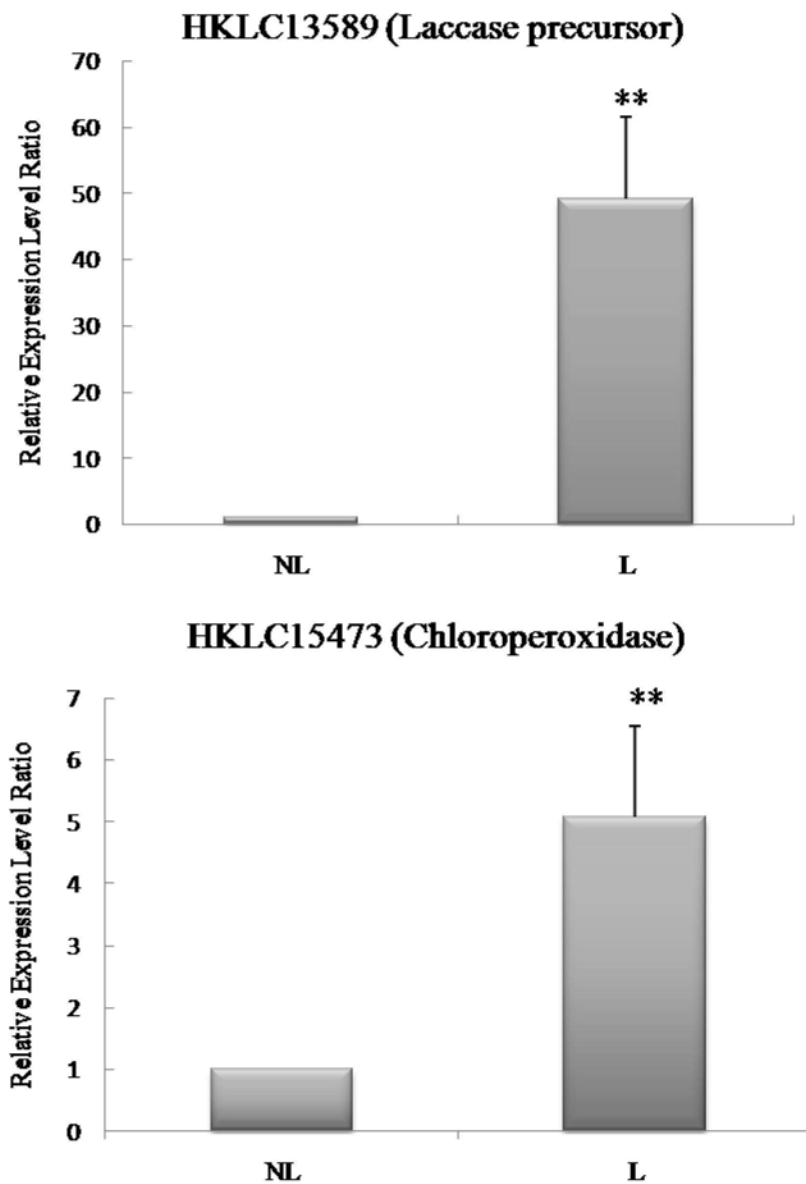 HKLC13589 (Laccase precursor)
Relative Expression Level Ratio
70
60
50
40
30
20
10
0
**
NL
L
HKLC15473 (Chloroperoxidase)
Relative Expression Level Ratio
7
6
5
4
3
2
1
0
**
NL
L